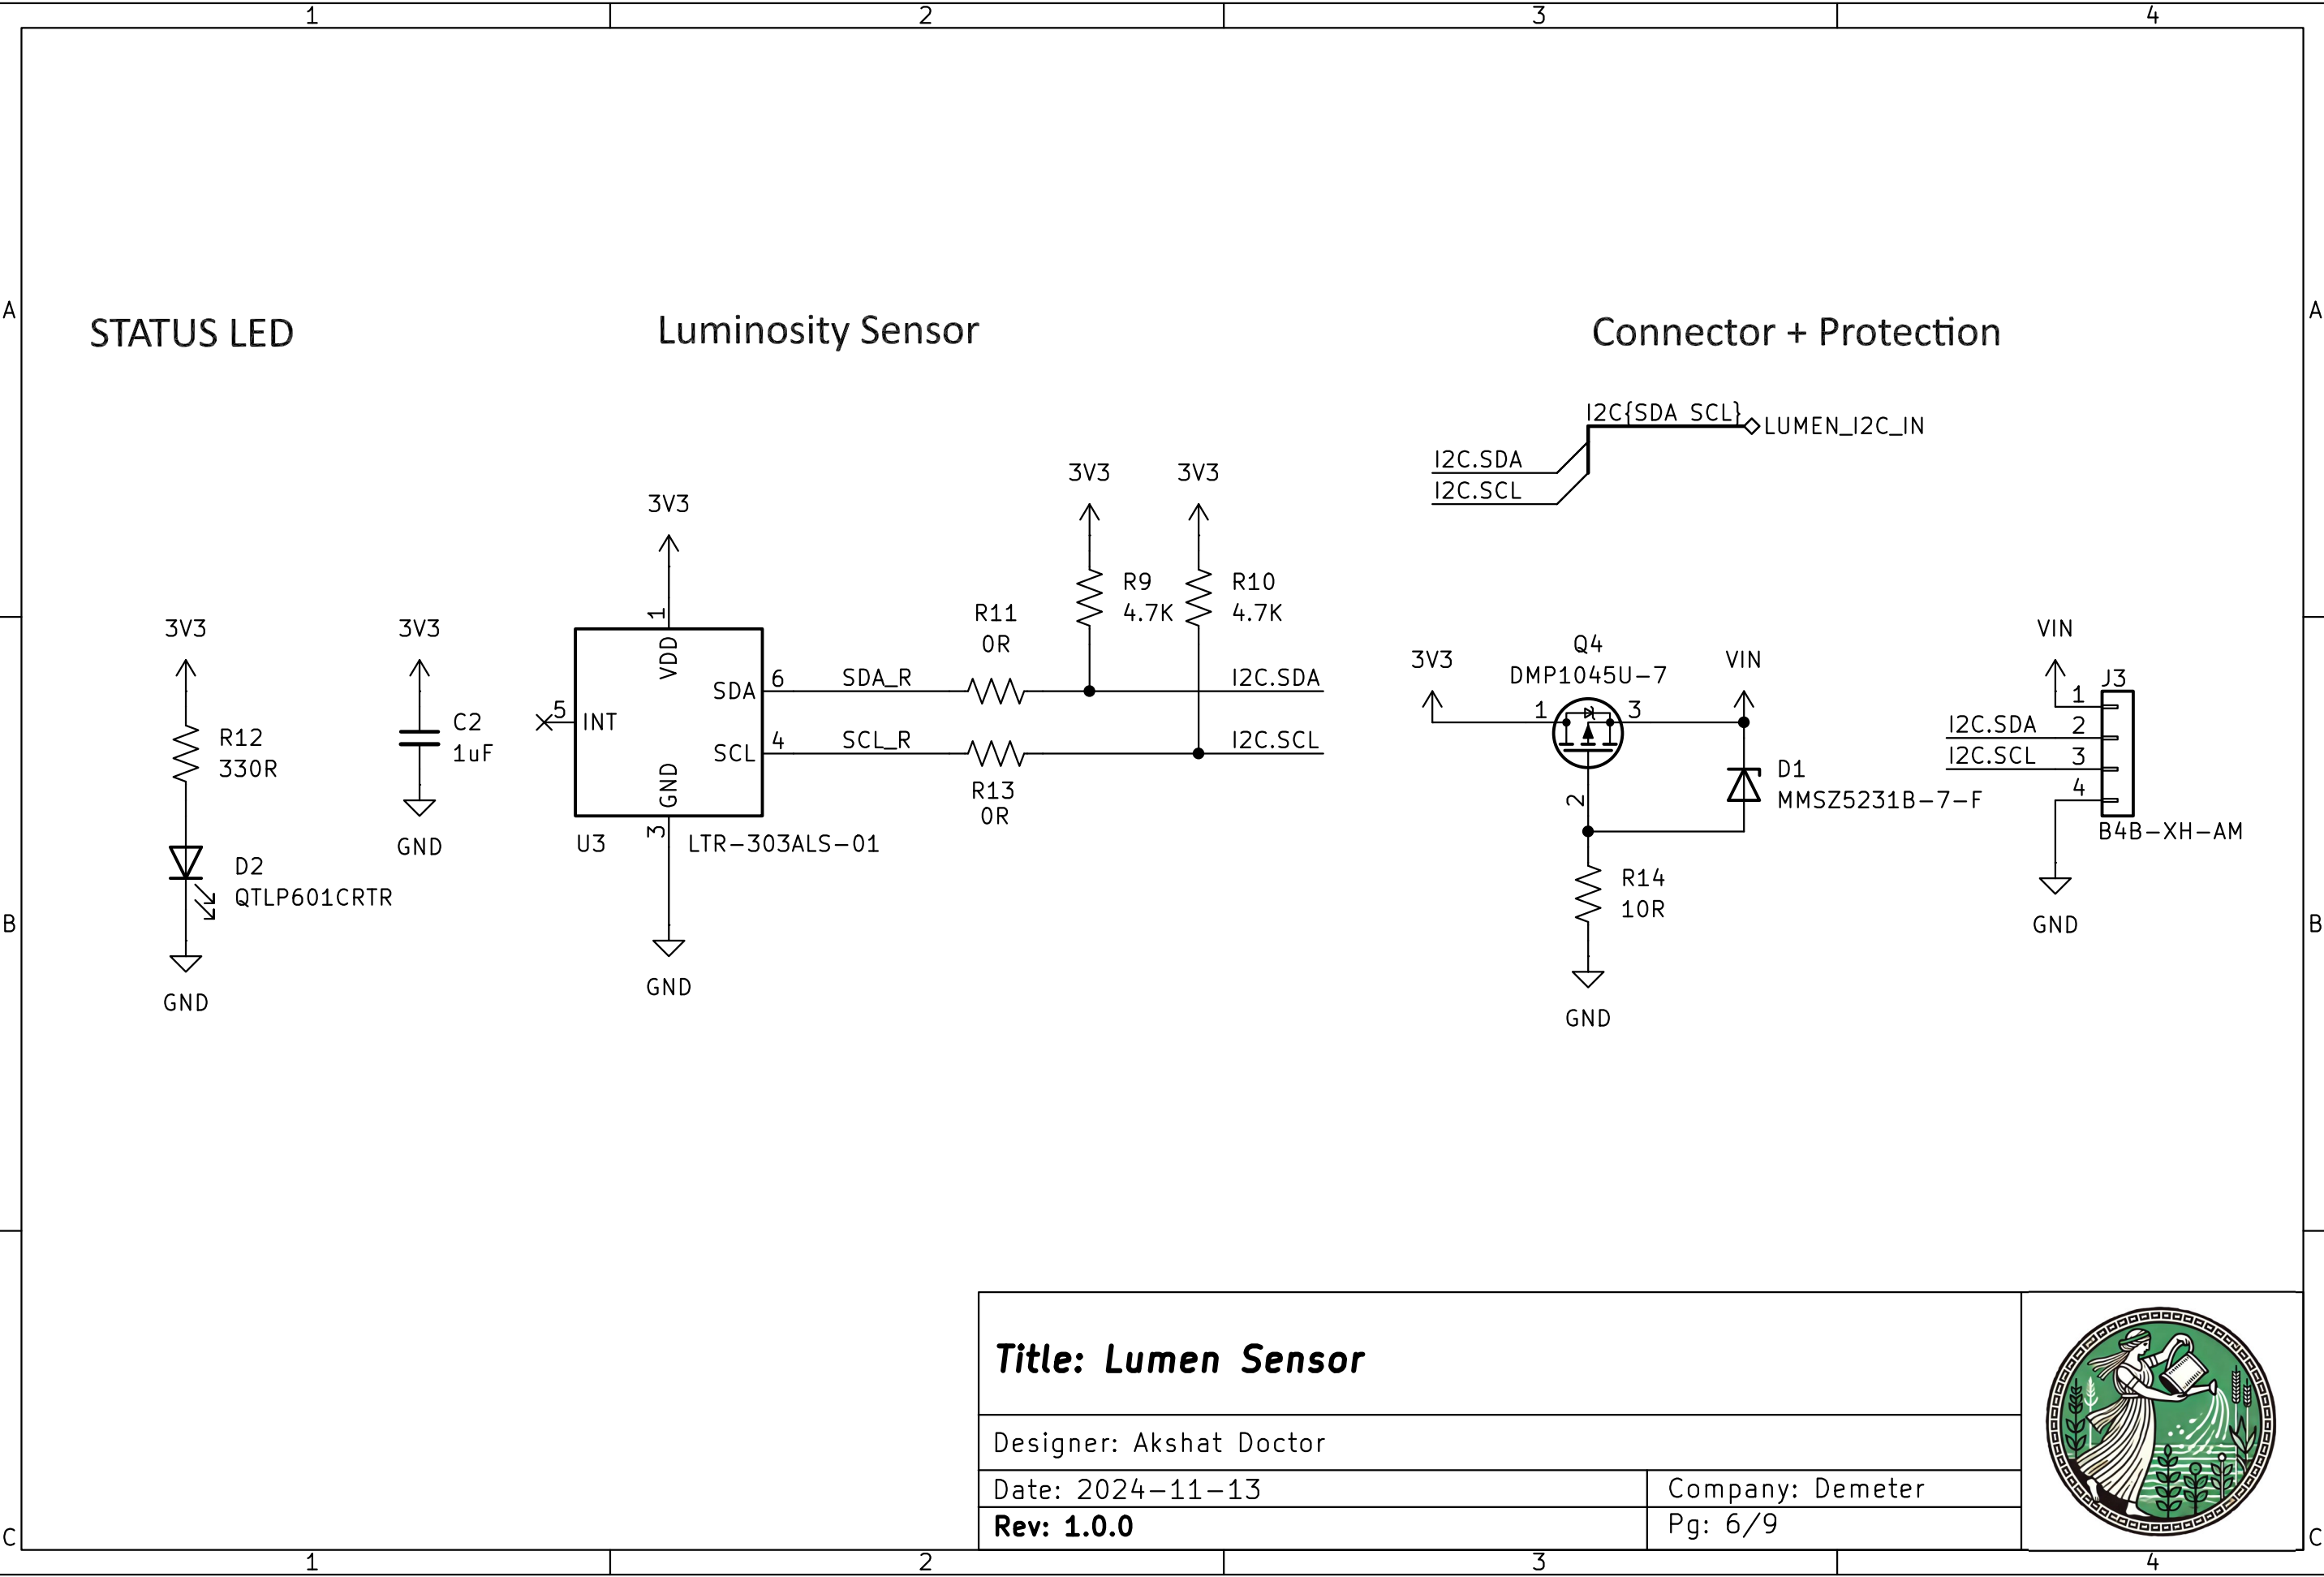 1 2 3 4
A A
STATUS LED
Luminosity Sensor
Connector + Protection
I2C{SDA SCL}
LUMEN_I2C_IN
I2C.SDA
I2C.SCL
3V3 3V3
3V3
R9
4.7K
R10
4.7K
R11
0R
3V3
3V3
1
VDD
SDA
6
SDA_R
I2C.SDA
5
INT
SCL
4
SCL_R
I2C.SCL
GND
3
R13
0R
U3
LTR-303ALS-01
GND
R12
330R
C2
1uF
GND
D2
QTLP601CRTR
GND
Q4
DMP1045U-7
3V3
VIN
1
3
2
D1
MMSZ5231B-7-F
R14
10R
GND
VIN
J3
1
I2C.SDA
2
I2C.SCL
3
4
B4B-XH-AM
GND
B B
Title: Lumen Sensor
Designer: Akshat Doctor
Date: 2024-11-13
Company: Demeter
Rev: 1.0.0
Pg: 6/9
C C
1 2 3 4